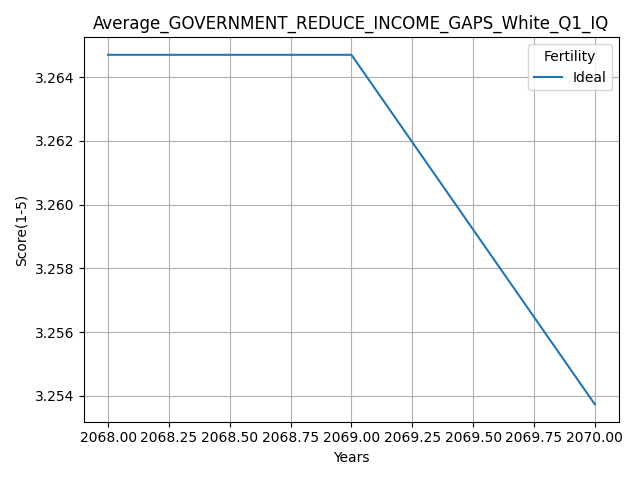 Average_GOVERNMENT_REDUCE_INCOME_GAPS_White_Q1_IQ
Fertility
Ideal
Score(1-5)
3.264
3.262
3.260
3.258
3.256
3.254
2068.00 2068.25 2068.50 2068.75 2069.00 2069.25 2069.50 2069.75 2070.00
Years